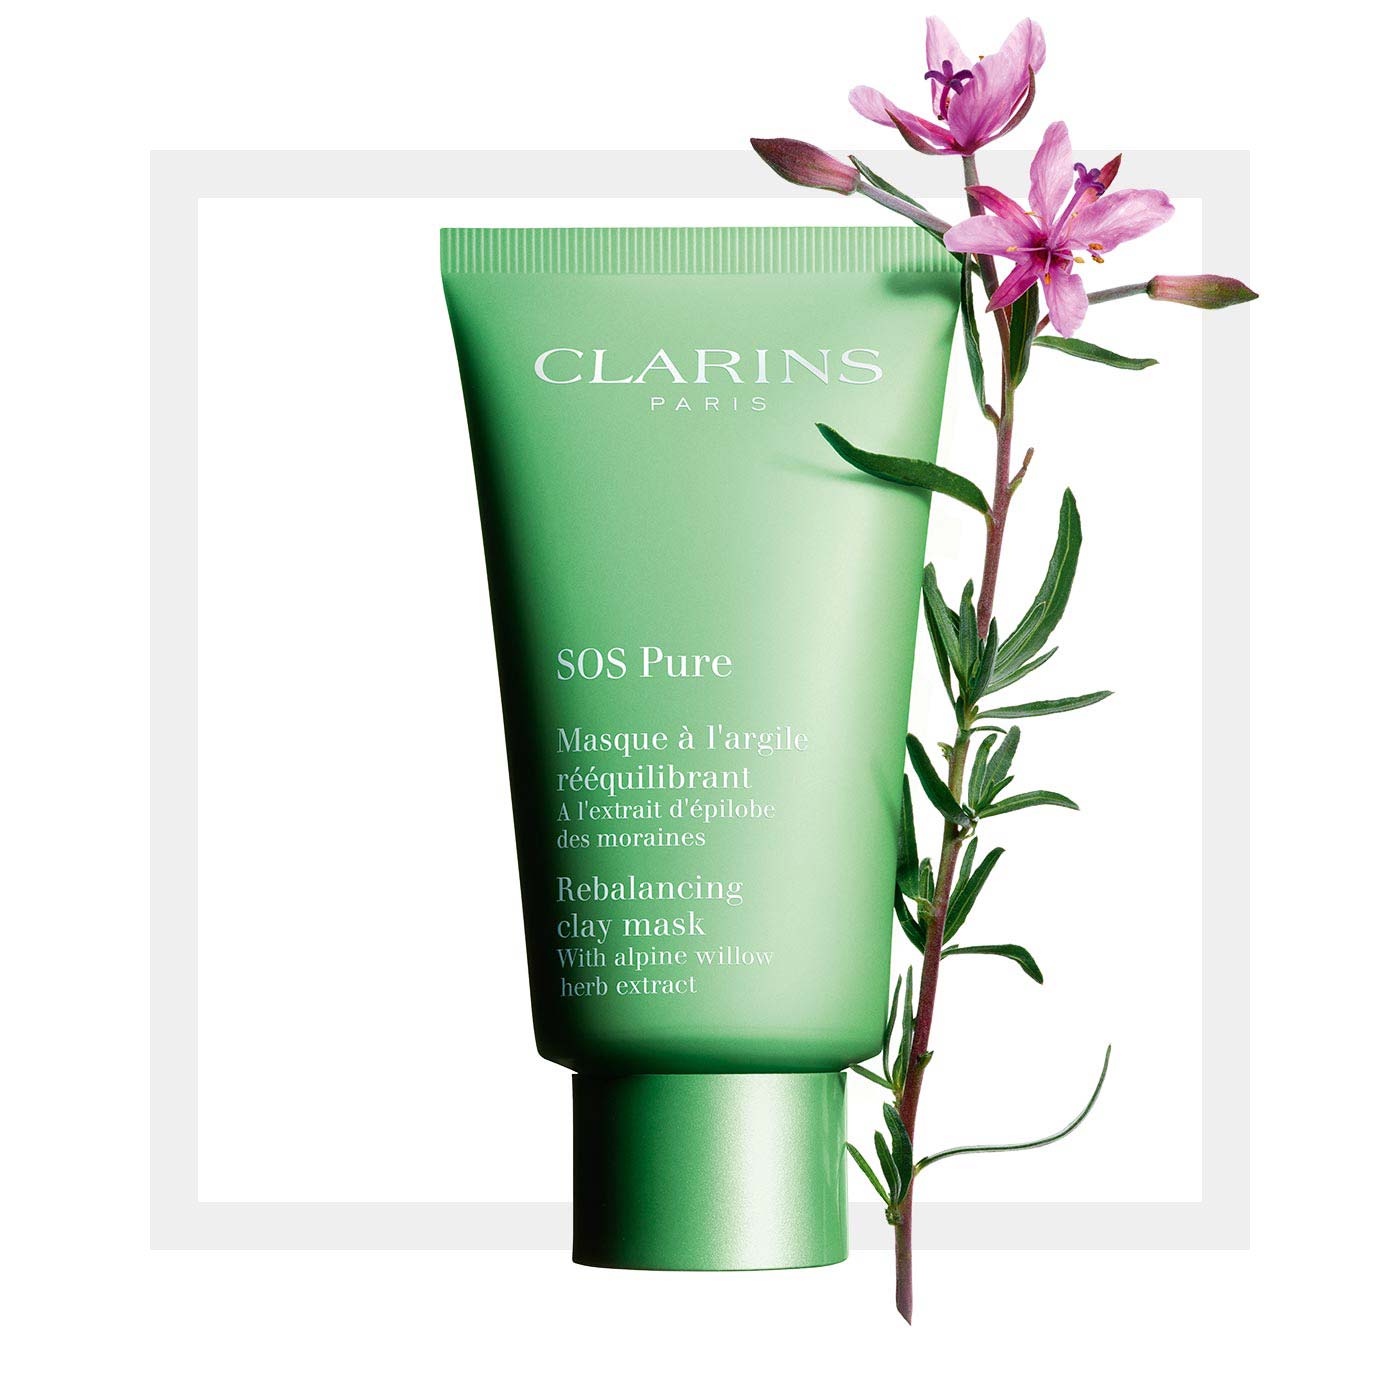 CLARINS
PARIS
SOS Pure
Masque à l'argile
rééquilibrant
A l'extrait d'épilobe
des moraines
Rebalancing
clay mask
With alpine willow
herb extract